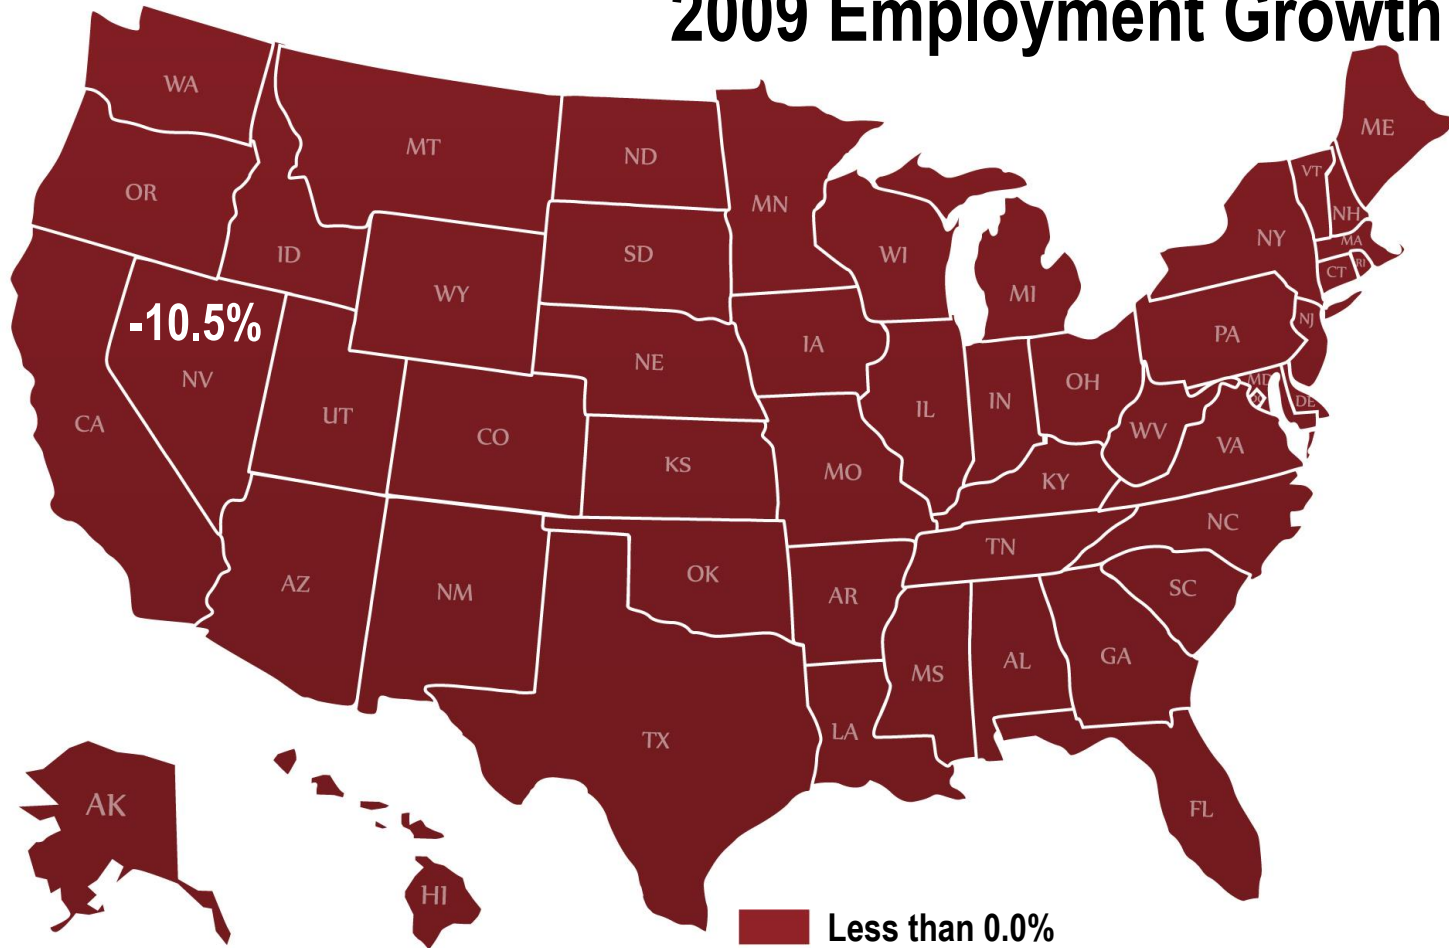 2009 Employment Growth
WA
MT
ND
MN
ME
VT
NH
OR
ID
SD
WI
MI
NY
MA
CT
RI
WY
-10.5%
NV
IA
NE
PA
NJ
CA
UT
CO
KS
MO
IL
IN
OH
MD
DC
DE
WV
VA
KY
NC
TN
AZ
NM
OK
AR
SC
MS
AL
GA
TX
LA
FL
AK
HI
Less than 0.0%